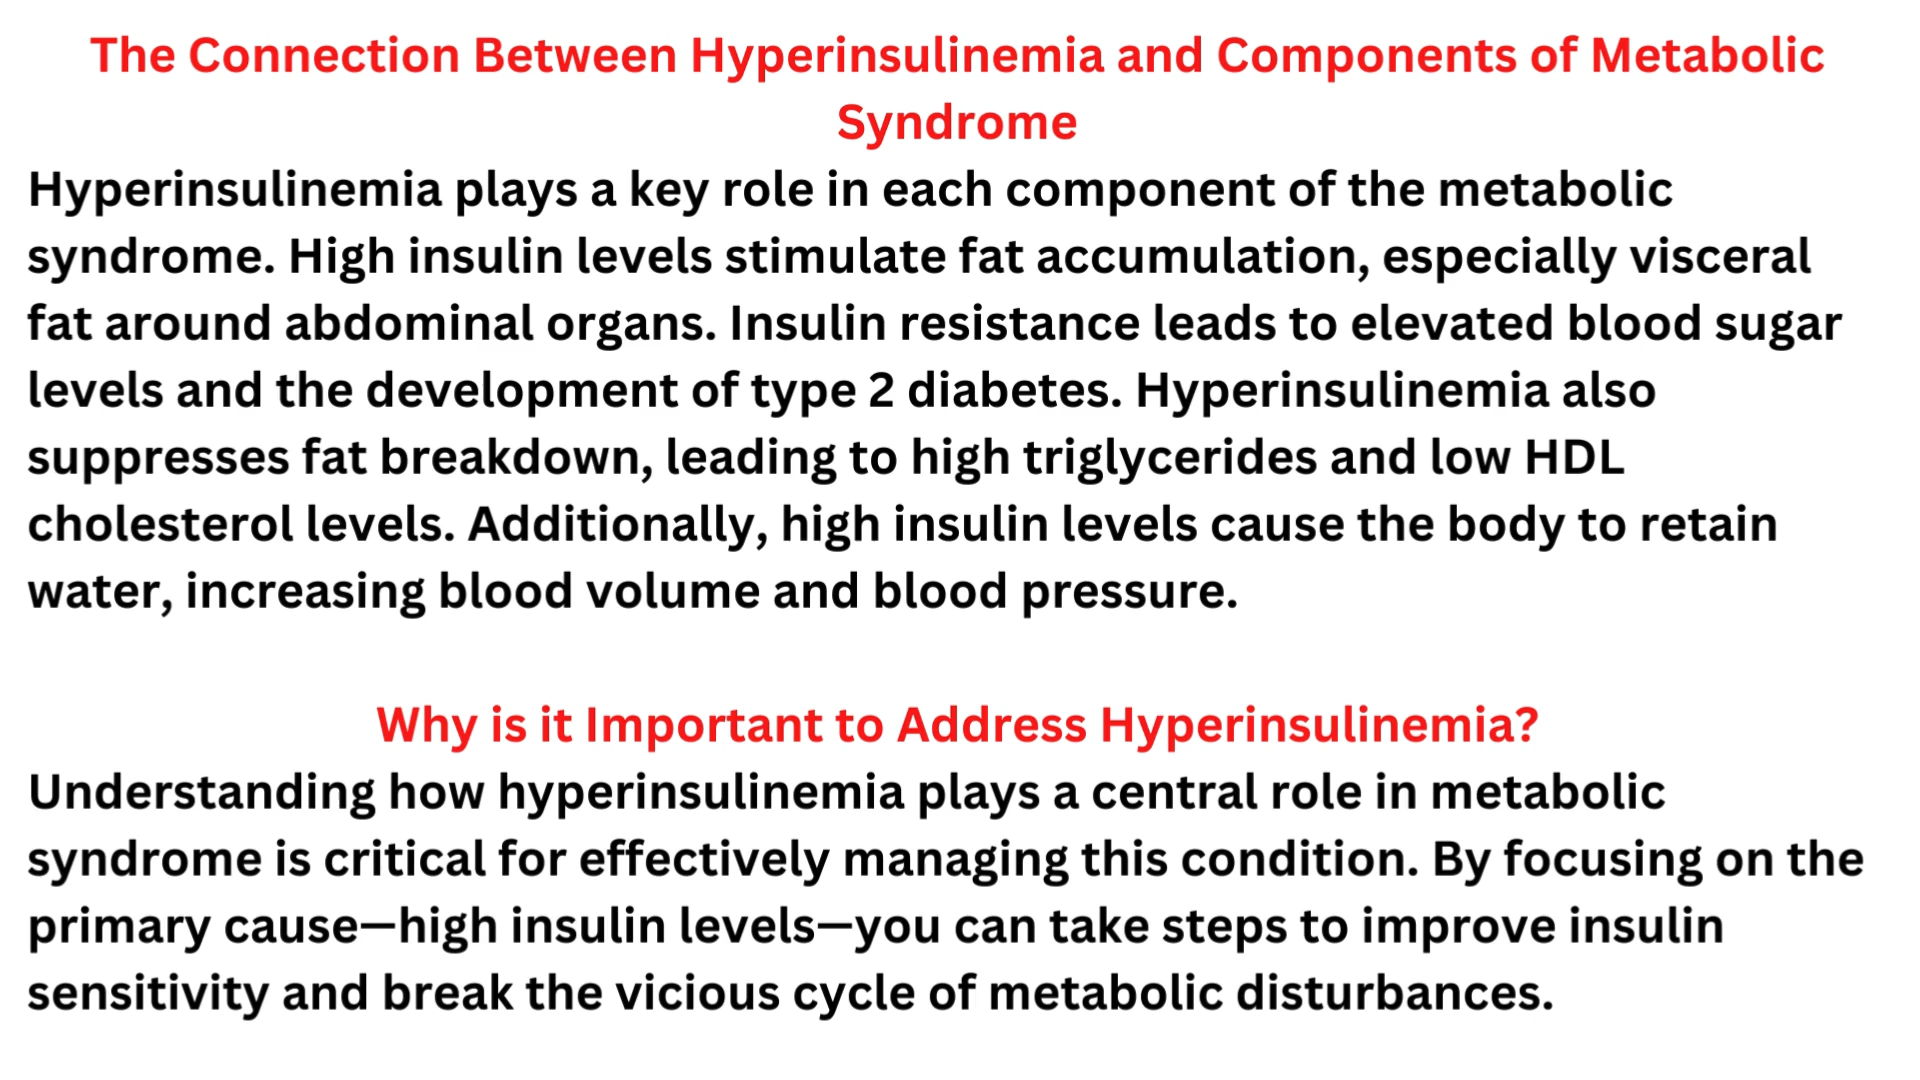 The Connection Between Hyperinsulinemia and Components of Metabolic
Syndrome
Hyperinsulinemia plays a key role in each component of the metabolic
syndrome. High insulin levels stimulate fat accumulation, especially visceral
fat around abdominal organs. Insulin resistance leads to elevated blood sugar
levels and the development of type 2 diabetes. Hyperinsulinemia also
suppresses fat breakdown, leading to high triglycerides and low HDL
cholesterol levels. Additionally, high insulin levels cause the body to retain
water, increasing blood volume and blood pressure.
Why is it Important to Address Hyperinsulinemia?
Understanding how hyperinsulinemia plays a central role in metabolic
syndrome is critical for effectively managing this condition. By focusing on the
primary cause—high insulin levels—you can take steps to improve insulin
sensitivity and break the vicious cycle of metabolic disturbances.